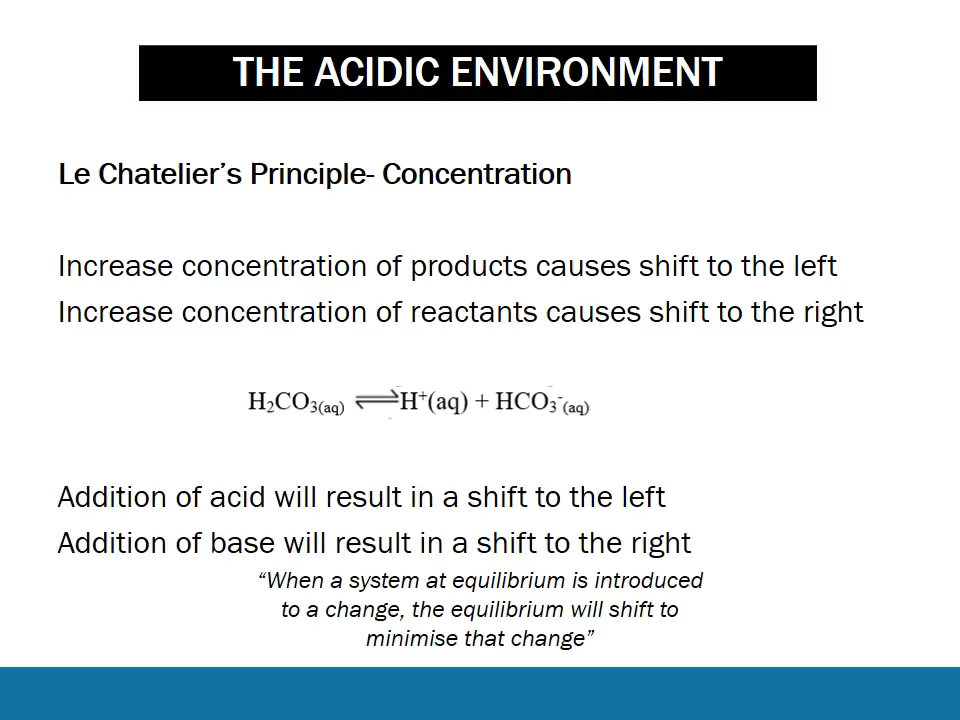 THE ACIDIC ENVIRONMENT
Le Chatelier's Principle- Concentration
Increase concentration of products causes shift to the left
Increase concentration of reactants causes shift to the right
H₂CO₃(aq) ⇌ H⁺(aq) + HCO₃⁻(aq)
Addition of acid will result in a shift to the left
Addition of base will result in a shift to the right
“When a system at equilibrium is introduced
to a change, the equilibrium will shift to
minimise that change”